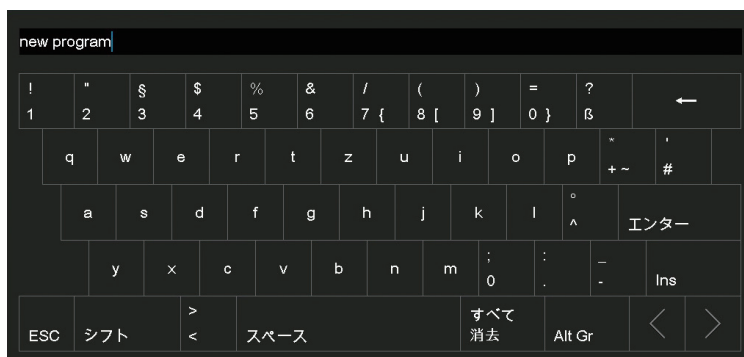 new program
! " § $ % & / ( ) = ?
1 2 3 4 5 6 7 { 8 [ 9 ] 0 } ß ←
* '
q w e r t z u i o p + ~ #
°
a s d f g h j k l ^ エンター
; : _
y x c v b n m 0 . - Ins
> すべて
ESC シフト < スペース 消去 Alt Gr < >